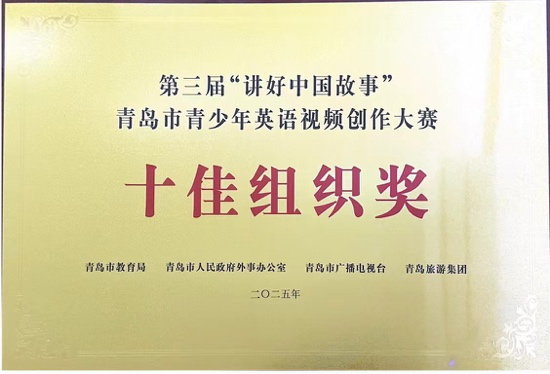 第三届“讲好中国故事”
青岛市青少年英语视频创作大赛
十佳组织奖
青岛市教育局 青岛市人民政府外事办公室 青岛市广播电视台 青岛旅游集团
二〇二五年